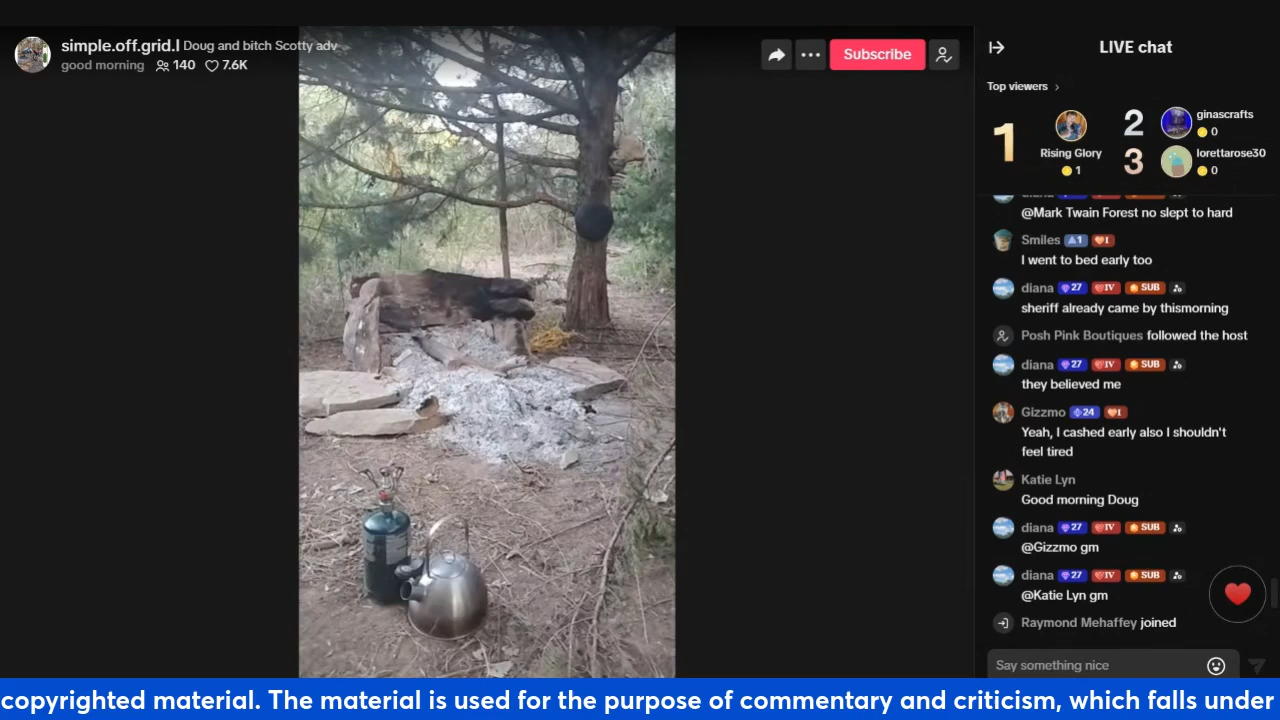 simple.off.grid.l Doug and bitch Scotty adv
good morning 140 7.6K
Subscribe
LIVE chat
Top viewers
1
Rising Glory
1
2
ginascrafts
0
3
lorettarose30
0
diana
@Mark Twain Forest no slept to hard
Smiles 1 I
I went to bed early too
diana 27 IV SUB
sheriff already came by thismorning
Posh Pink Boutiques followed the host
diana 27 IV SUB
they believed me
Gizzmo 24 I
Yeah, I cashed early also I shouldn't
feel tired
Katie Lyn
Good morning Doug
diana 27 IV SUB
@Gizzmo gm
diana 27 IV SUB
@Katie Lyn gm
Raymond Mehaffey joined
Say something nice
copyrighted material. The material is used for the purpose of commentary and criticism, which falls under